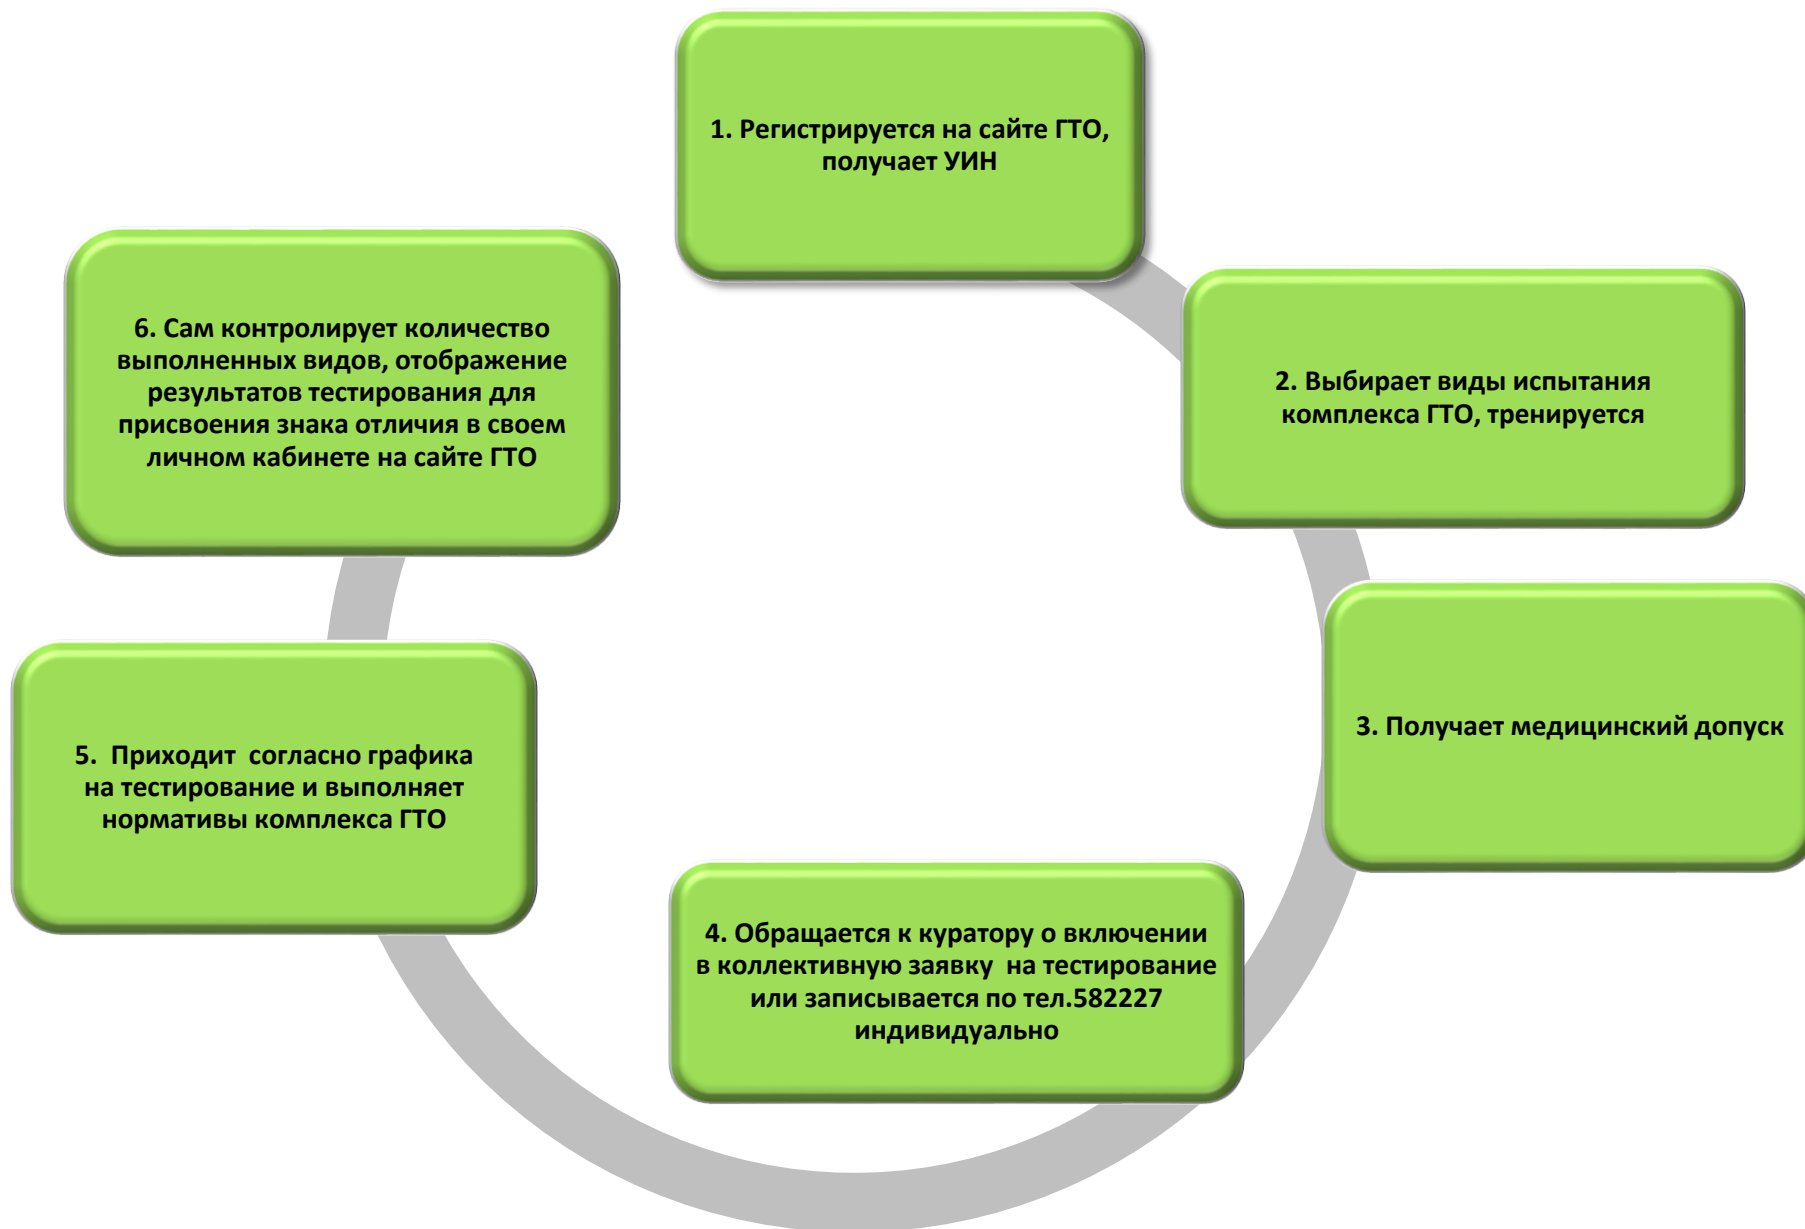 1. Регистрируется на сайте ГТО,
получает УИН
2. Выбирает виды испытания
комплекса ГТО, тренируется
3. Получает медицинский допуск
4. Обращается к куратору о включении
в коллективную заявку  на тестирование
или записывается по тел.582227
индивидуально
5.  Приходит  согласно графика
на тестирование и выполняет
нормативы комплекса ГТО
6. Сам контролирует количество
выполненных видов, отображение
результатов тестирования для
присвоения знака отличия в своем
личном кабинете на сайте ГТО